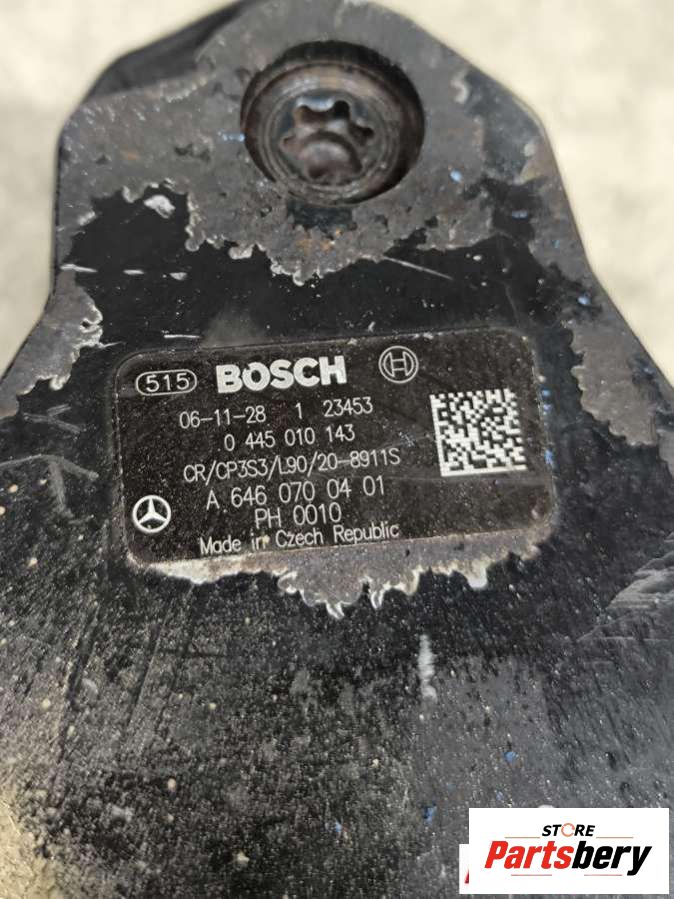 515 BOSCH
06-11-28 1 23453
0 445 010 143
CR/CP3S3/L90/20-8911S
A 646 070 04 01
PH 0010
Made in Czech Republic
STORE
Partsbery